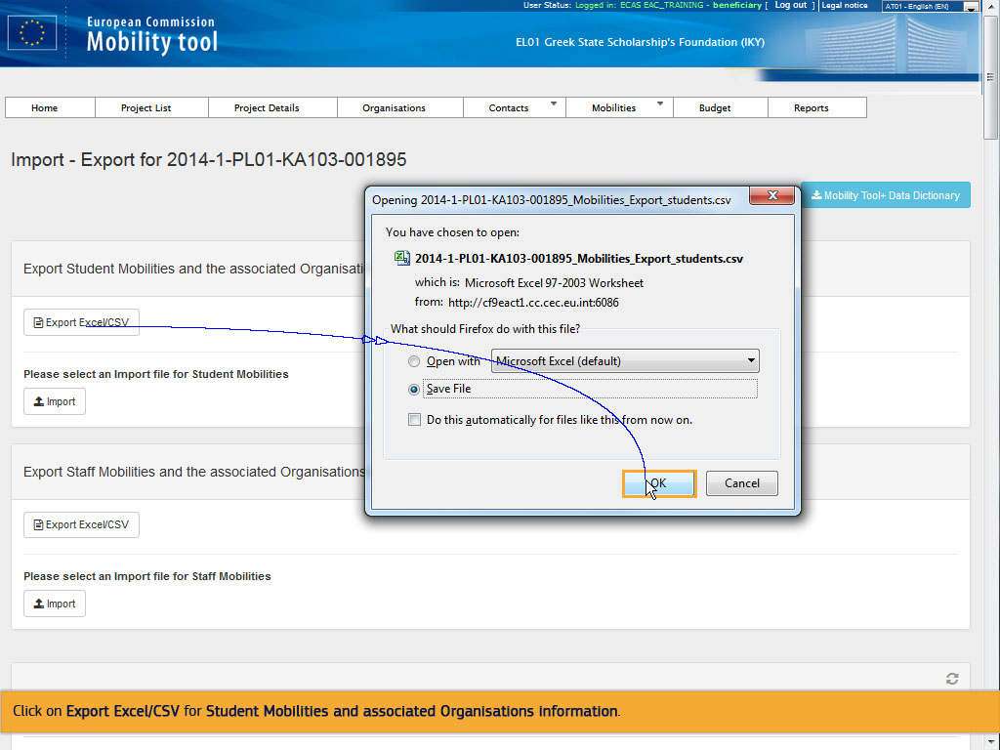 User Status: Logged in: ECAS EAC_TRAINING - beneficiary [ Log out ] Legal notice AT01 - English (EN)
European Commission
Mobility tool
EL01 Greek State Scholarship's Foundation (IKY)
Home Project List Project Details Organisations Contacts Mobilities Budget Reports
Import - Export for 2014-1-PL01-KA103-001895
Mobility Tool+ Data Dictionary
Opening 2014-1-PL01-KA103-001895_Mobilities_Export_students.csv
You have chosen to open:
2014-1-PL01-KA103-001895_Mobilities_Export_students.csv
which is: Microsoft Excel 97-2003 Worksheet
from: http://cf9eact1.cc.cec.eu.int:6086
What should Firefox do with this file?
Open with Microsoft Excel (default)
Save File
Do this automatically for files like this from now on.
OK Cancel
Export Student Mobilities and the associated Organisati
Export Excel/CSV
Please select an Import file for Student Mobilities
Import
Export Staff Mobilities and the associated Organisations
Export Excel/CSV
Please select an Import file for Staff Mobilities
Import
Click on Export Excel/CSV for Student Mobilities and associated Organisations information.